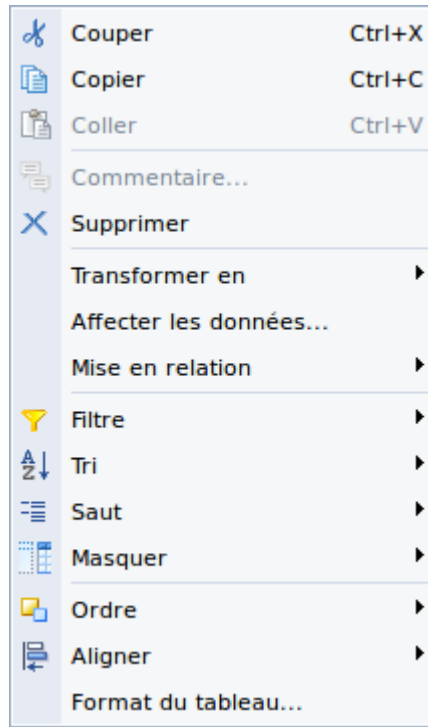 Couper Ctrl+X
Copier Ctrl+C
Coller Ctrl+V
Commentaire...
Supprimer
Transformer en
Affecter les données...
Mise en relation
Filtre
Tri
Saut
Masquer
Ordre
Aligner
Format du tableau...